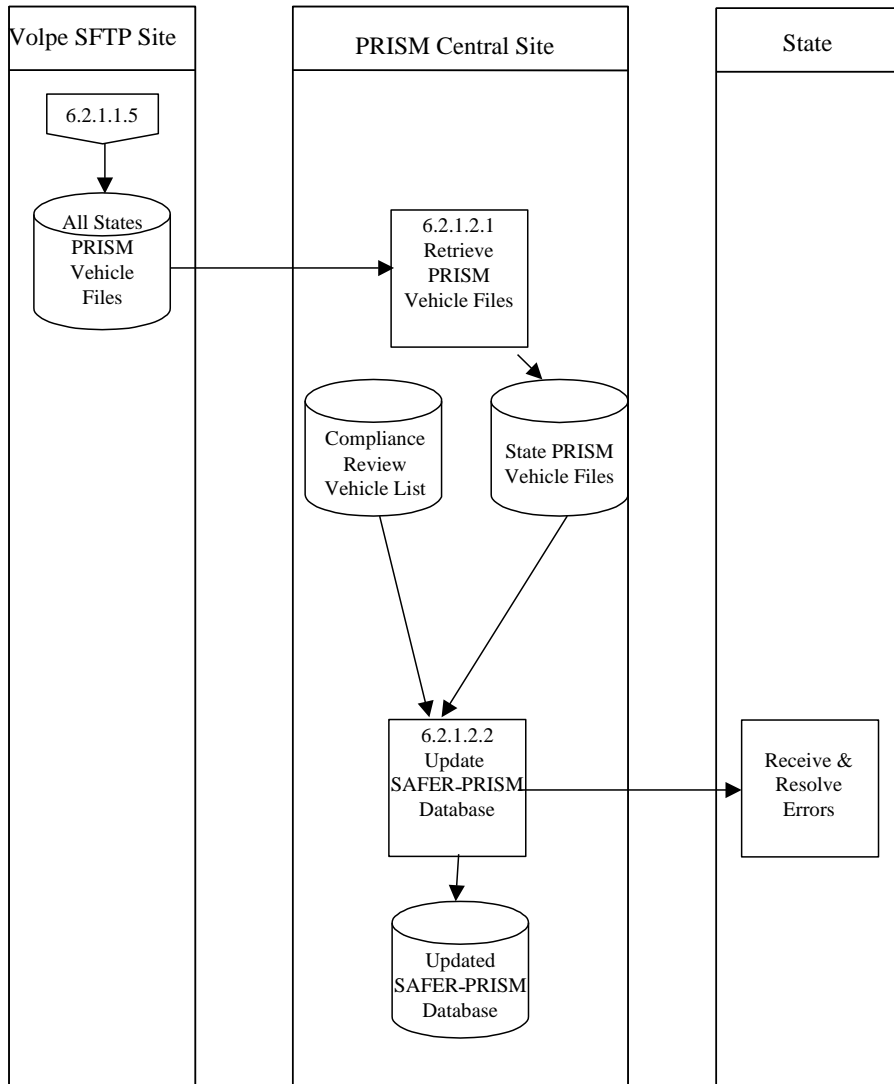 Volpe SFTP Site
PRISM Central Site
State
6.2.1.1.5
All States
PRISM
Vehicle
Files
6.2.1.2.1
Retrieve
PRISM
Vehicle Files
Compliance
Review
Vehicle List
State PRISM
Vehicle Files
6.2.1.2.2
Update
SAFER-PRISM
Database
Receive &
Resolve
Errors
Updated
SAFER-PRISM
Database